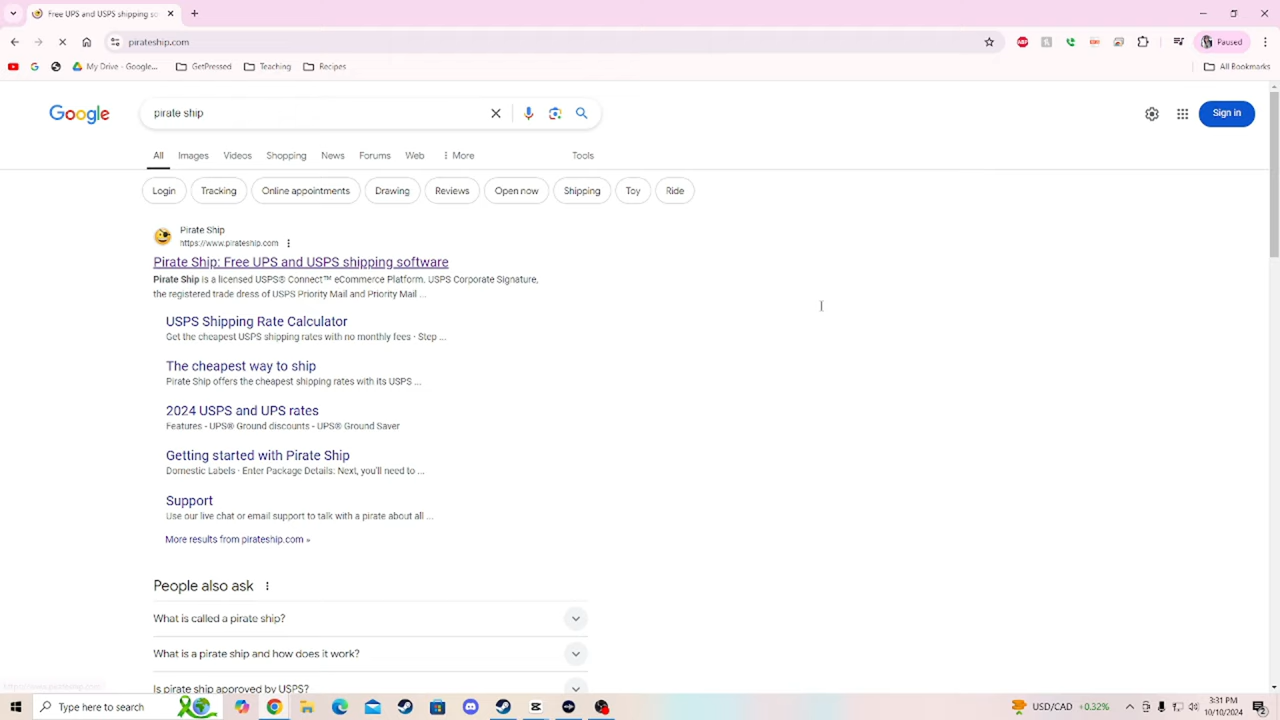 Free UPS and USPS shipping so
pirateship.com
Paused
My Drive - Google...
GetPressed
Teaching
Recipes
All Bookmarks
Google
pirate ship
Sign in
All
Images
Videos
Shopping
News
Forums
Web
More
Tools
Login
Tracking
Online appointments
Drawing
Reviews
Open now
Shipping
Toy
Ride
Pirate Ship
https://www.pirateship.com
Pirate Ship: Free UPS and USPS shipping software
Pirate Ship is a licensed USPS® Connect™ eCommerce Platform. USPS Corporate Signature,
the registered trade dress of USPS Priority Mail and Priority Mail ...
USPS Shipping Rate Calculator
Get the cheapest USPS shipping rates with no monthly fees · Step ...
The cheapest way to ship
Pirate Ship offers the cheapest shipping rates with its USPS ...
2024 USPS and UPS rates
Features - UPS® Ground discounts - UPS® Ground Saver
Getting started with Pirate Ship
Domestic Labels · Enter Package Details: Next, you'll need to ...
Support
Use our live chat or email support to talk with a pirate about all ...
More results from pirateship.com »
People also ask
What is called a pirate ship?
What is a pirate ship and how does it work?
Is pirate ship approved by USPS?
https://www.pirateship.com
Type here to search
USD/CAD +0.32%
3:31 PM
10/10/2024
2